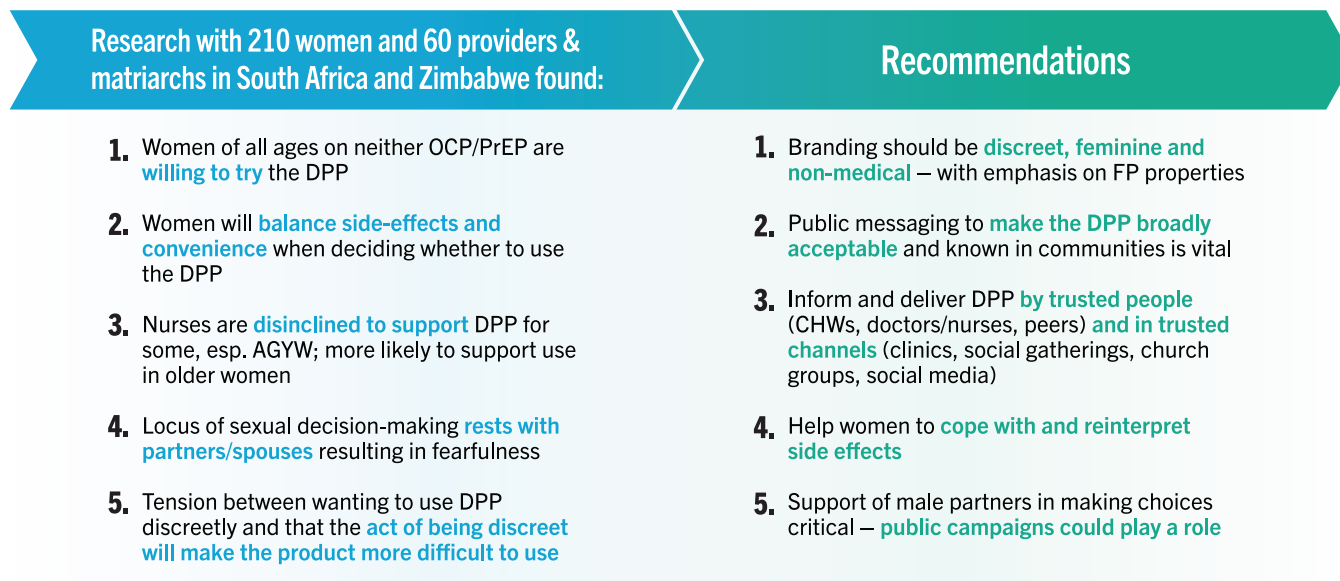 Research with 210 women and 60 providers &
matriarchs in South Africa and Zimbabwe found:
1. Women of all ages on neither OCP/PrEP are
willing to try the DPP
2. Women will balance side-effects and
convenience when deciding whether to use
the DPP
3. Nurses are disinclined to support DPP for
some, esp. AGYW; more likely to support use
in older women
4. Locus of sexual decision-making rests with
partners/spouses resulting in fearfulness
5. Tension between wanting to use DPP
discreetly and that the act of being discreet
will make the product more difficult to use
Recommendations
1. Branding should be discreet, feminine and
non-medical – with emphasis on FP properties
2. Public messaging to make the DPP broadly
acceptable and known in communities is vital
3. Inform and deliver DPP by trusted people
(CHWs, doctors/nurses, peers) and in trusted
channels (clinics, social gatherings, church
groups, social media)
4. Help women to cope with and reinterpret
side effects
5. Support of male partners in making choices
critical – public campaigns could play a role